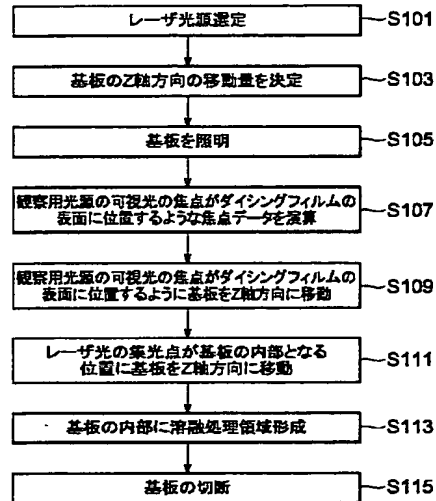 レーザ光源選定
S101
基板のZ軸方向の移動量を決定
S103
基板を照明
S105
観察用光源の可視光の焦点がダイシングフィルムの
表面に位置するような焦点データを演算
S107
観察用光源の可視光の焦点がダイシングフィルムの
表面に位置するように基板をZ軸方向に移動
S109
レーザ光の集光点が基板の内部となる
位置に基板をZ軸方向に移動
S111
基板の内部に溶融処理領域形成
S113
基板の切断
S115